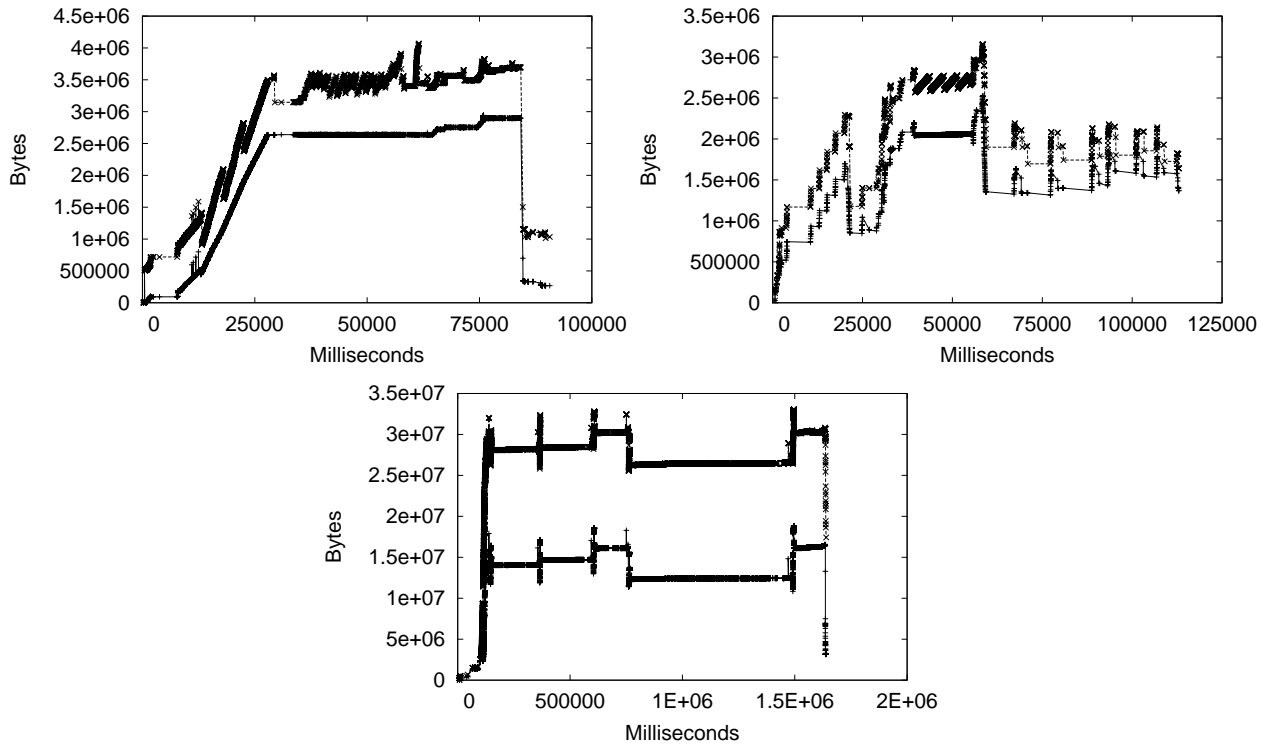 4.5e+06
4e+06
3.5e+06
3e+06
2.5e+06
2e+06
1.5e+06
1e+06
500000
0
Bytes
0 25000 50000 75000 100000
Milliseconds
3.5e+06
3e+06
2.5e+06
2e+06
1.5e+06
1e+06
500000
0
Bytes
0 25000 50000 75000 100000 125000
Milliseconds
3.5e+07
3e+07
2.5e+07
2e+07
1.5e+07
1e+07
5e+06
0
Bytes
0 500000 1E+06 1.5E+06 2E+06
Milliseconds